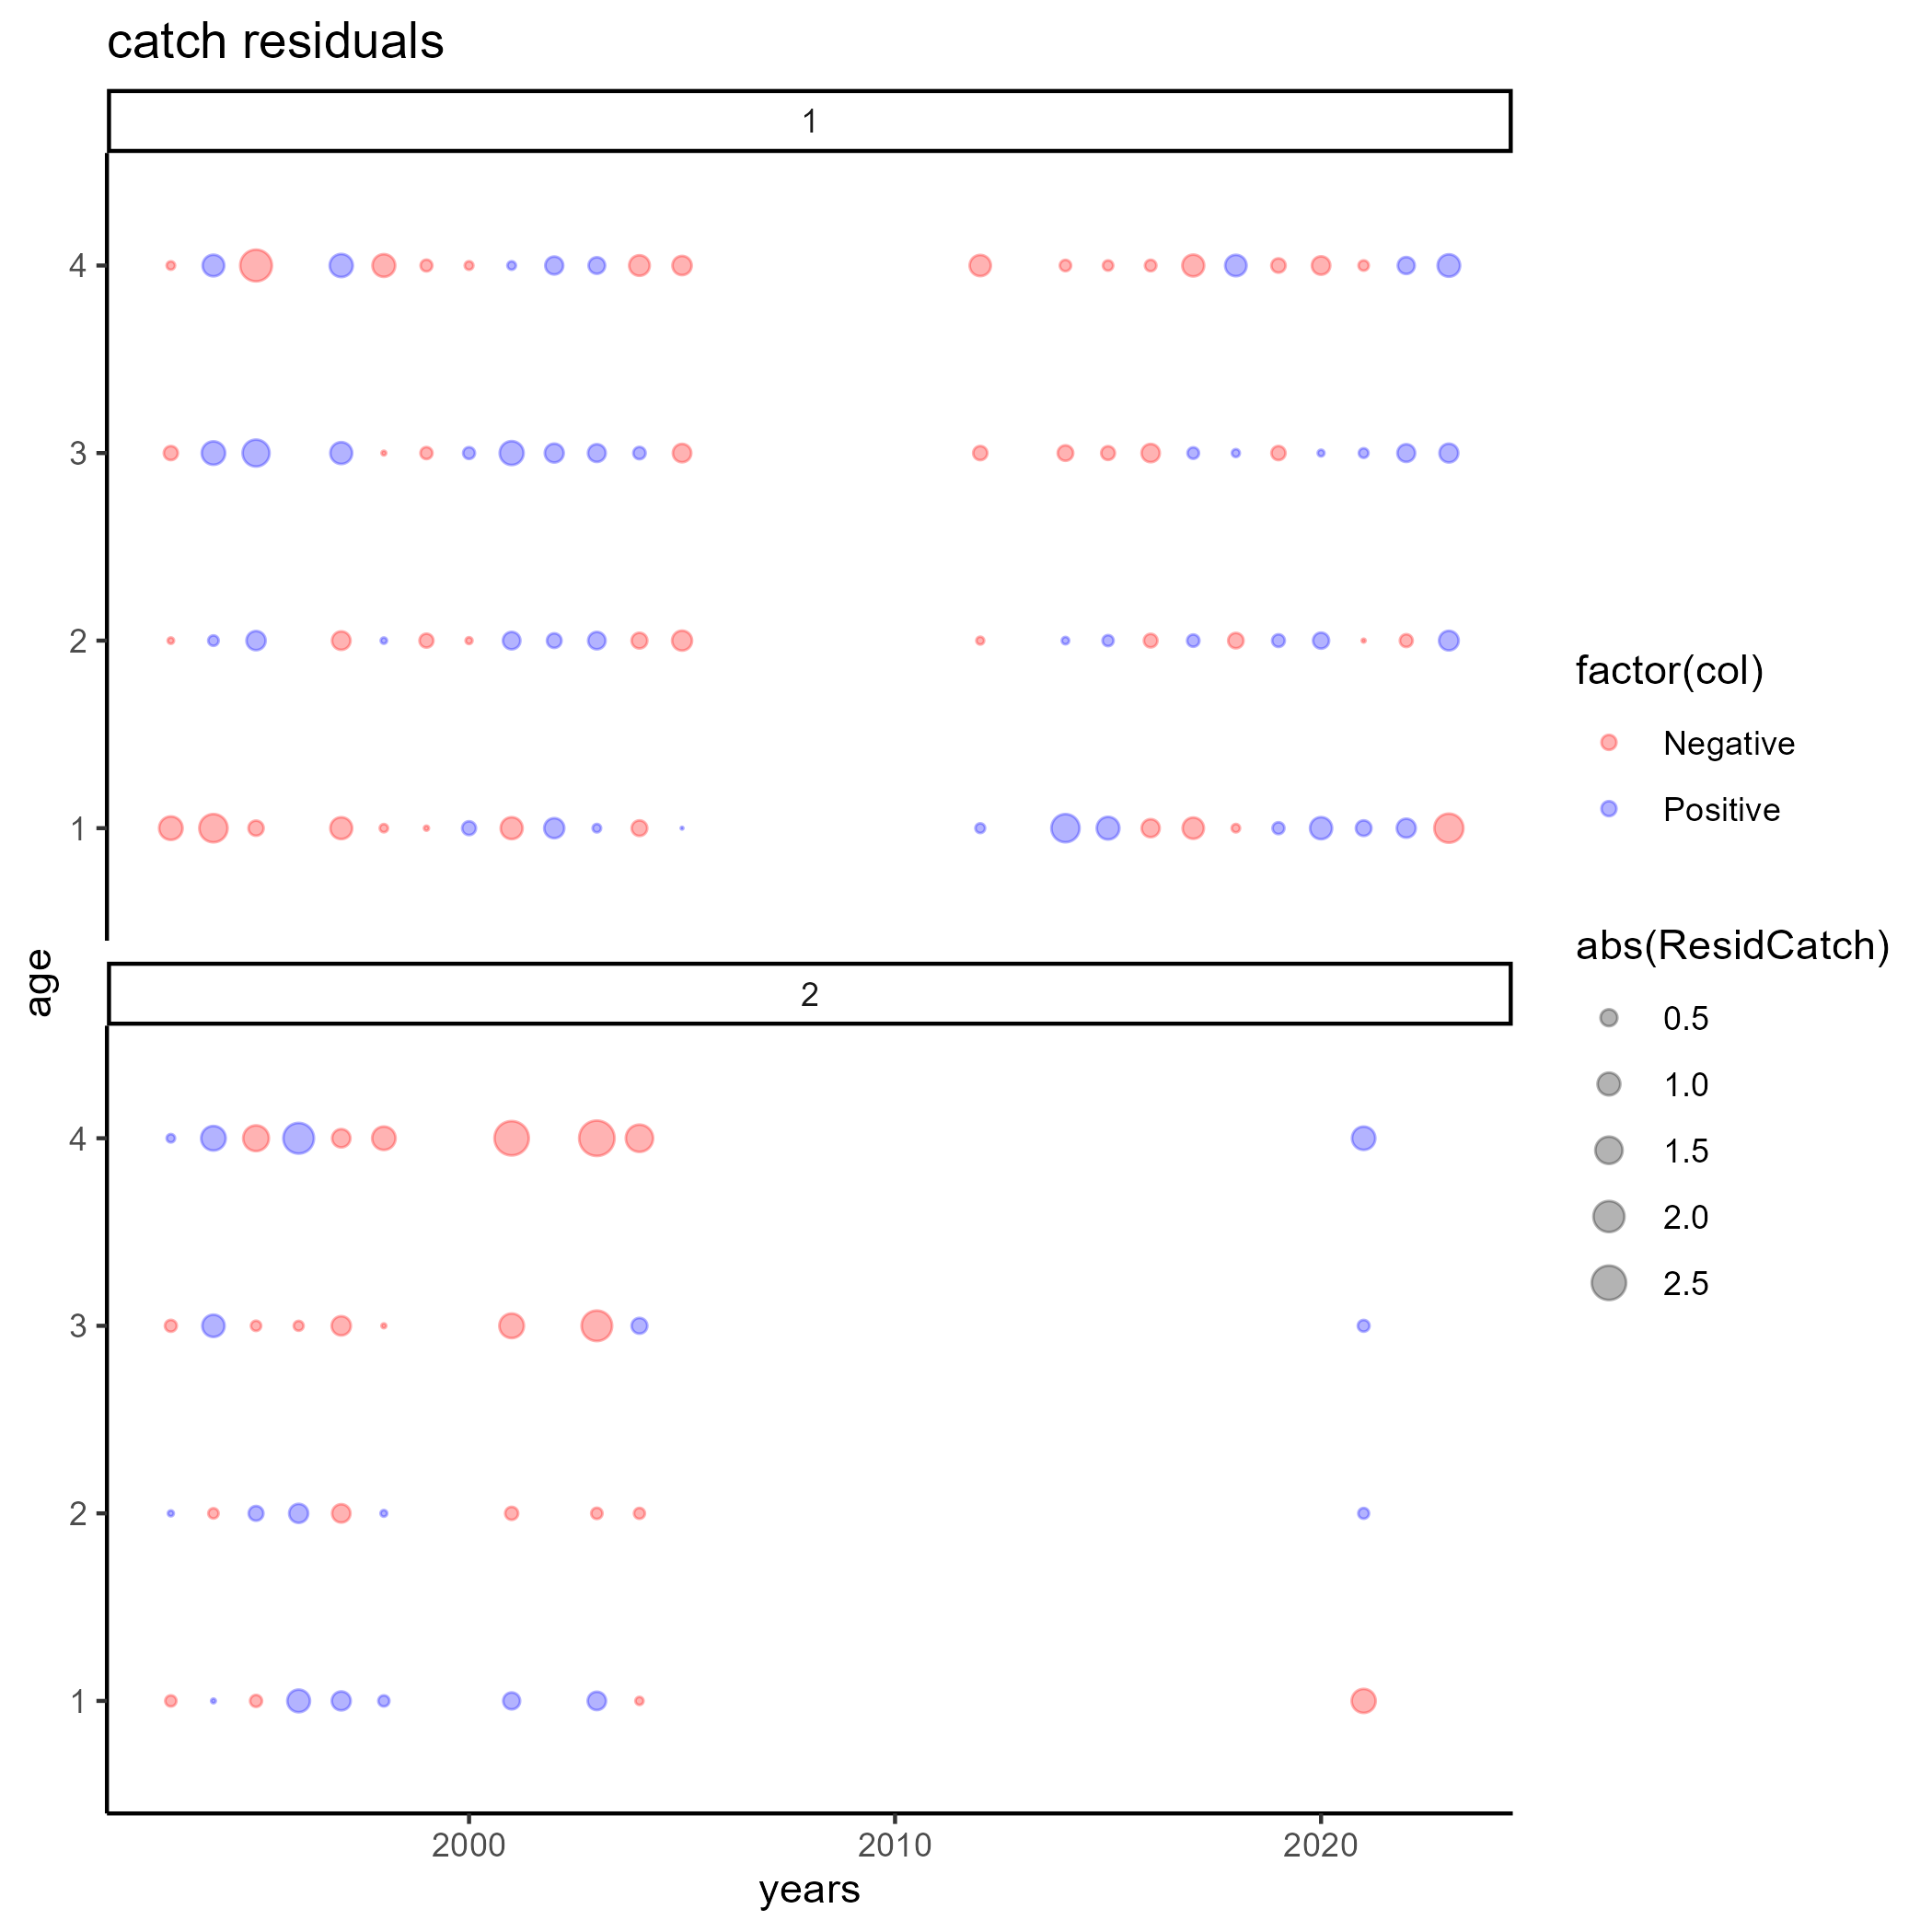 catch residuals
1
4
3
2
1
age
2
4
3
2
1
2000
2010
2020
years
factor(col)
Negative
Positive
abs(ResidCatch)
0.5
1.0
1.5
2.0
2.5